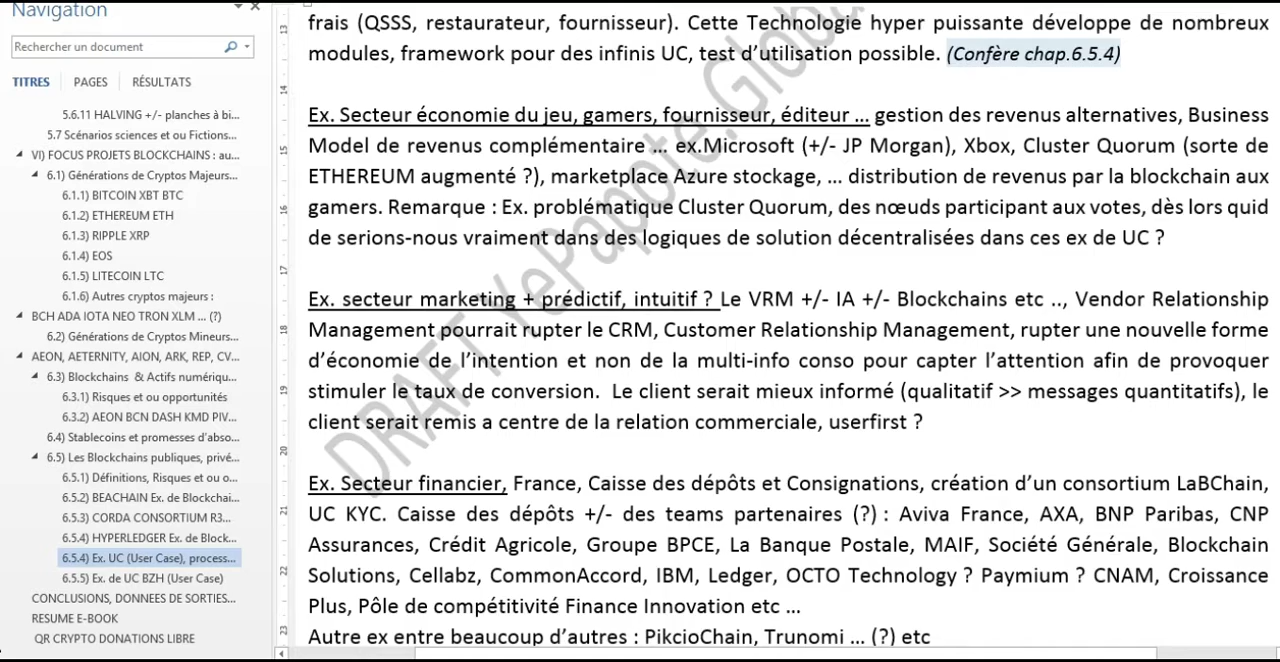 Navigation
Rechercher un document
TITRES PAGES RÉSULTATS
5.6.11 HALVING +/- planches à bi...
5.7 Scénarios sciences et ou Fictions...
VI) FOCUS PROJETS BLOCKCHAINS : au...
6.1) Générations de Cryptos Majeurs...
6.1.1) BITCOIN XBT BTC
6.1.2) ETHEREUM ETH
6.1.3) RIPPLE XRP
6.1.4) EOS
6.1.5) LITECOIN LTC
6.1.6) Autres cryptos majeurs :
BCH ADA IOTA NEO TRON XLM ... (?)
6.2) Générations de Cryptos Mineurs...
AEON, AETERNITY, AION, ARK, REP, CV...
6.3) Blockchains & Actifs numériqu...
6.3.1) Risques et ou opportunités
6.3.2) AEON BCN DASH KMD PIV...
6.4) Stablecoins et promesses d'abso...
6.5) Les Blockchains publiques, privé...
6.5.1) Définitions, Risques et ou o...
6.5.2) BEACHAIN Ex. de Blockchai...
6.5.3) CORDA CONSORTIUM R3...
6.5.4) HYPERLEDGER Ex. de Block...
6.5.4) Ex. UC (User Case), process...
6.5.5) Ex. de UC BZH (User Case)
CONCLUSIONS, DONNEES DE SORTIES...
RESUME E-BOOK
QR CRYPTO DONATIONS LIBRE
13
14
15
16
17
18
19
20
21
22
23
frais (QSSS, restaurateur, fournisseur). Cette Technologie hyper puissante développe de nombreux
modules, framework pour des infinis UC, test d'utilisation possible. (Confère chap.6.5.4)
Ex. Secteur économie du jeu, gamers, fournisseur, éditeur ... gestion des revenus alternatives, Business
Model de revenus complémentaire ... ex.Microsoft (+/- JP Morgan), Xbox, Cluster Quorum (sorte de
ETHEREUM augmenté ?), marketplace Azure stockage, ... distribution de revenus par la blockchain aux
gamers. Remarque : Ex. problématique Cluster Quorum, des nœuds participant aux votes, dès lors quid
de serions-nous vraiment dans des logiques de solution décentralisées dans ces ex de UC ?
Ex. secteur marketing + prédictif, intuitif ? Le VRM +/- IA +/- Blockchains etc .., Vendor Relationship
Management pourrait rupter le CRM, Customer Relationship Management, rupter une nouvelle forme
d'économie de l'intention et non de la multi-info conso pour capter l'attention afin de provoquer
stimuler le taux de conversion. Le client serait mieux informé (qualitatif >> messages quantitatifs), le
client serait remis a centre de la relation commerciale, userfirst ?
Ex. Secteur financier, France, Caisse des dépôts et Consignations, création d'un consortium LaBChain,
UC KYC. Caisse des dépôts +/- des teams partenaires (?) : Aviva France, AXA, BNP Paribas, CNP
Assurances, Crédit Agricole, Groupe BPCE, La Banque Postale, MAIF, Société Générale, Blockchain
Solutions, Cellabz, CommonAccord, IBM, Ledger, OCTO Technology ? Paymium ? CNAM, Croissance
Plus, Pôle de compétitivité Finance Innovation etc ...
Autre ex entre beaucoup d'autres : PikcioChain, Trunomi ... (?) etc
DRAFT YePapote.Global